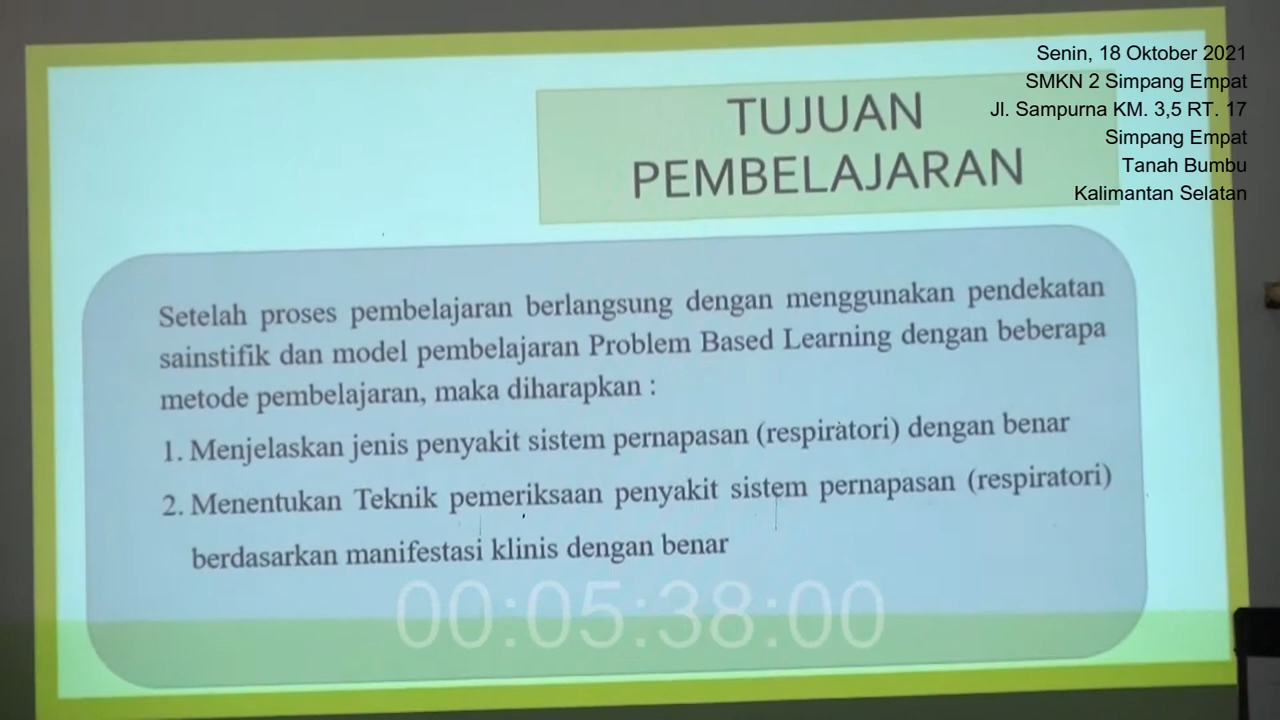 Senin, 18 Oktober 2021
SMKN 2 Simpang Empat
Jl. Sampurna KM. 3,5 RT. 17
Simpang Empat
Tanah Bumbu
Kalimantan Selatan
TUJUAN
PEMBELAJARAN
Setelah proses pembelajaran berlangsung dengan menggunakan pendekatan
sainstifik dan model pembelajaran Problem Based Learning dengan beberapa
metode pembelajaran, maka diharapkan :
1. Menjelaskan jenis penyakit sistem pernapasan (respiratori) dengan benar
2. Menentukan Teknik pemeriksaan penyakit sistem pernapasan (respiratori)
berdasarkan manifestasi klinis dengan benar
00:05:38:00